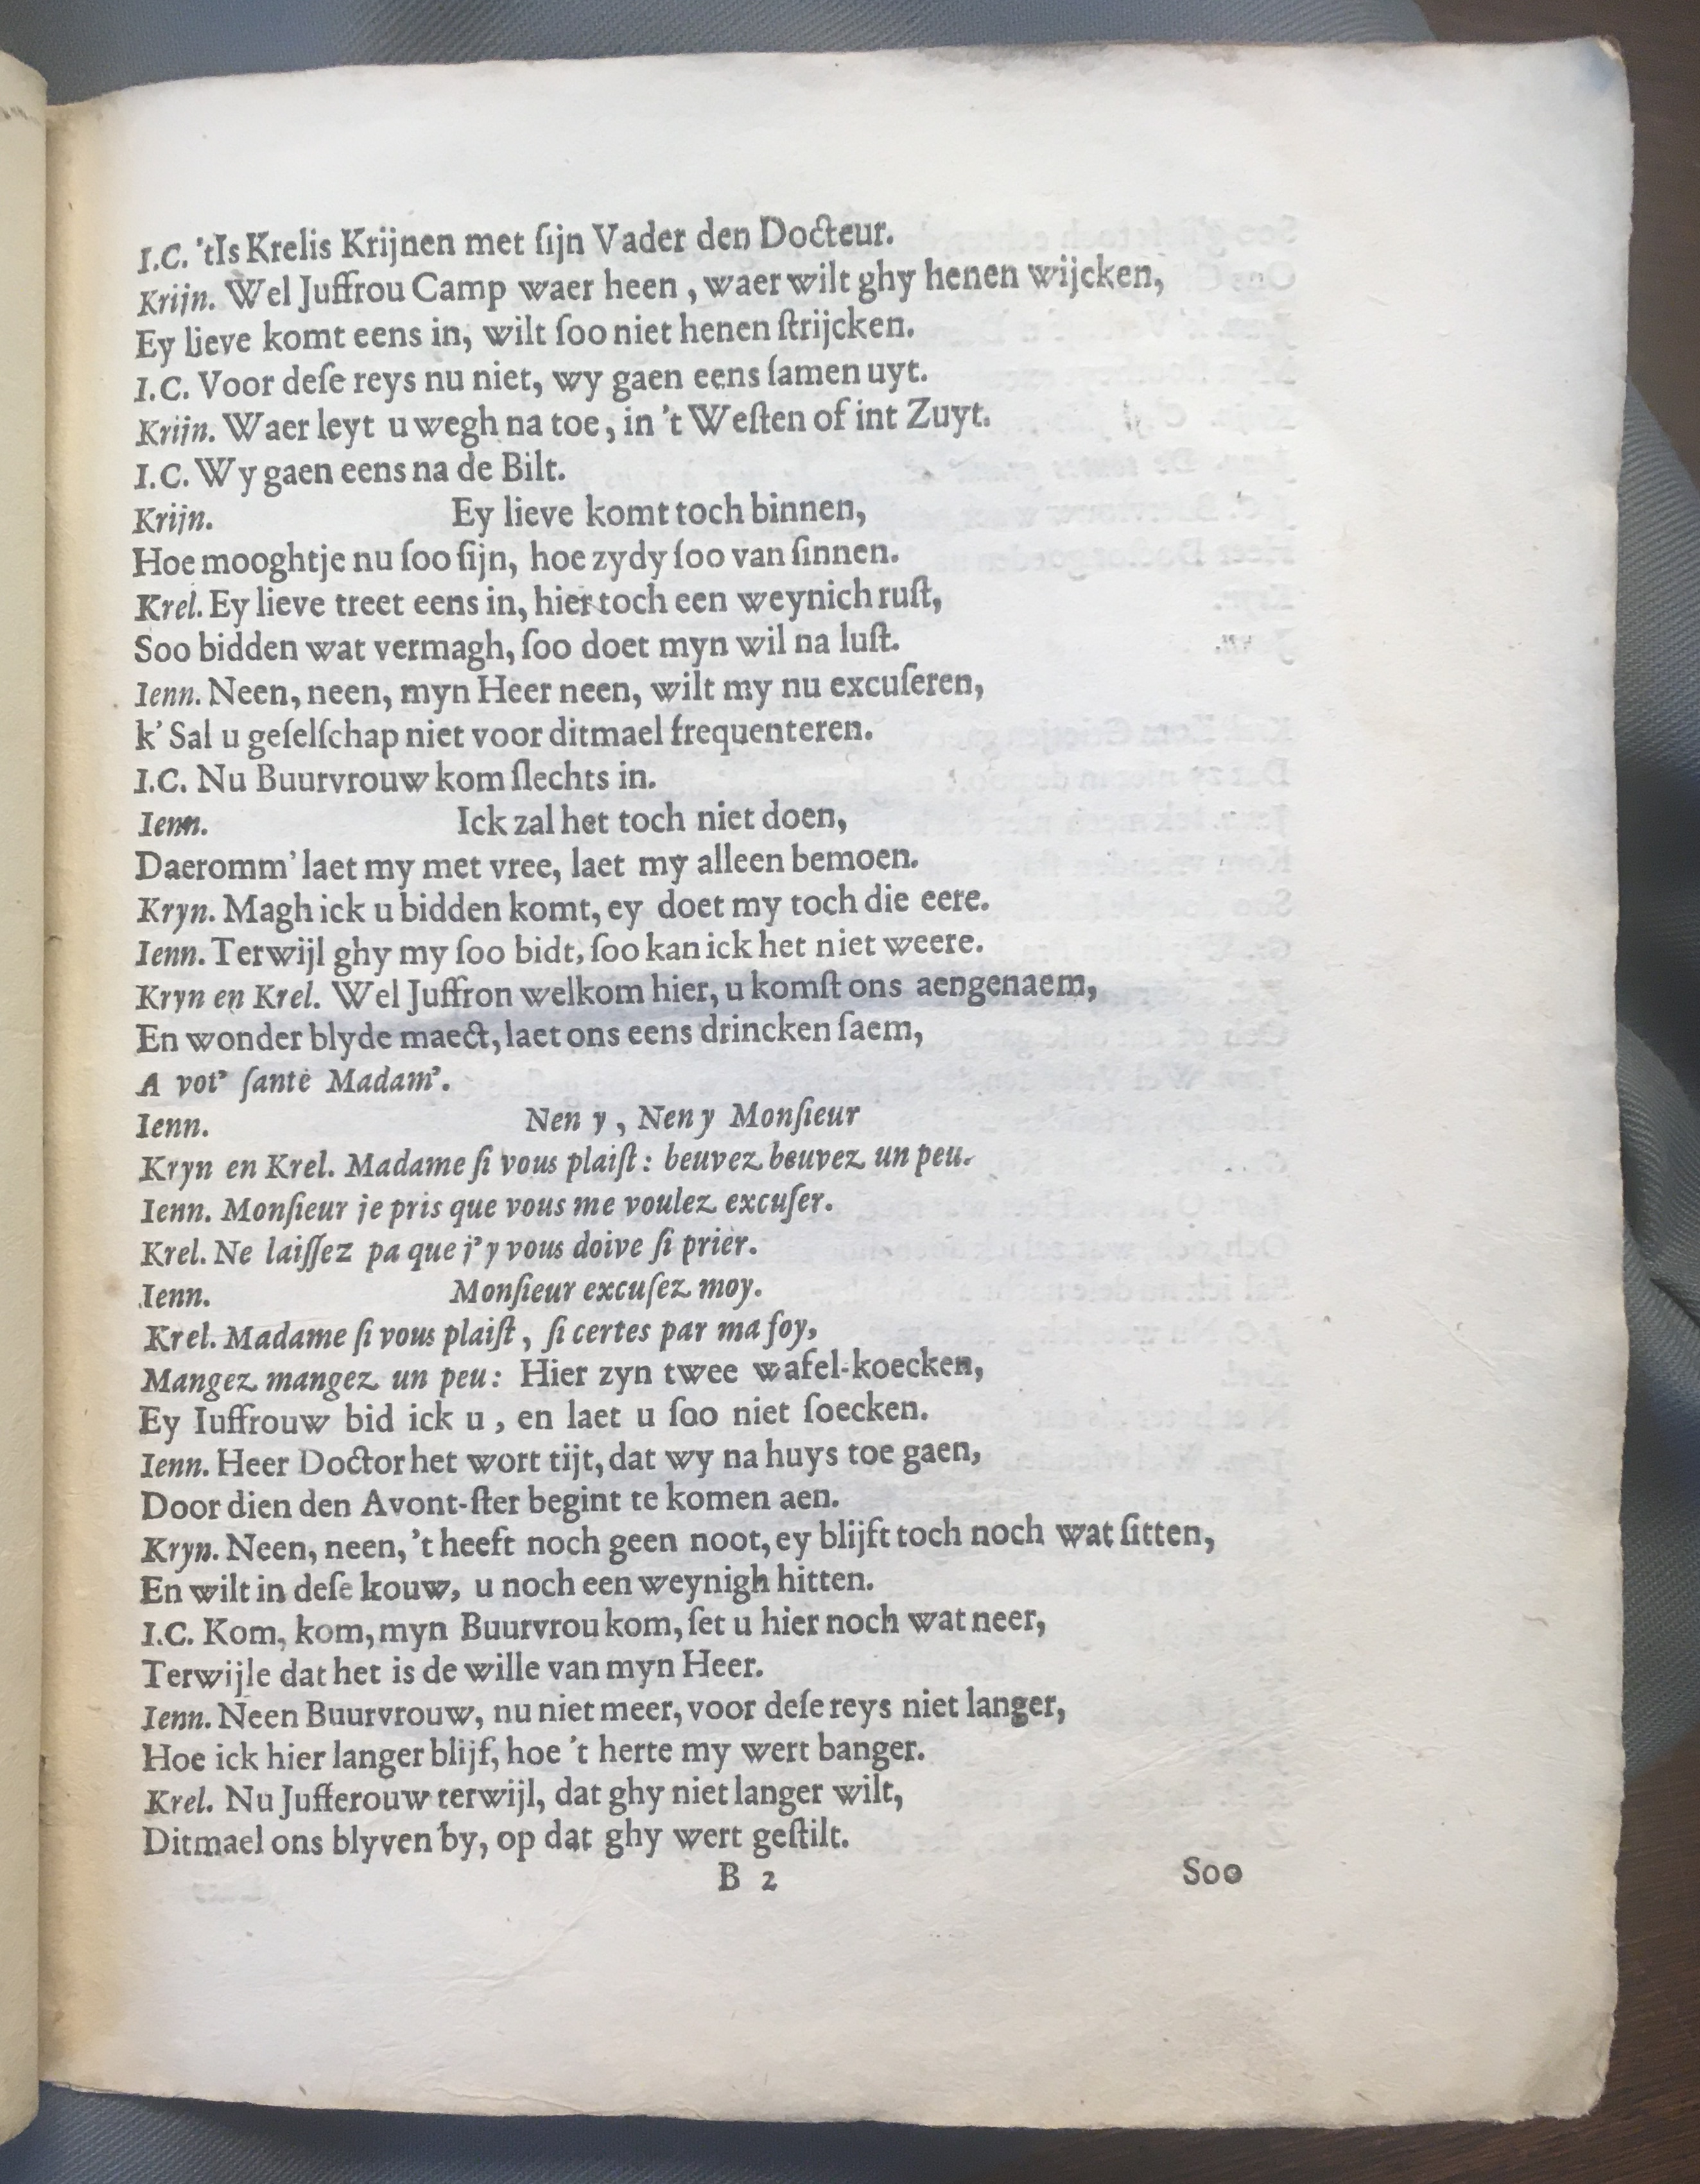 I.C. 'tIs Krelis Krijnen met ſijn Vader den Docteur.
Krijn. Wel Juffrou Camp waer heen, waer wilt ghy henen wijcken,
Ey lieve komt eens in, wilt ſoo niet henen ſtrijcken.
I.C. Voor deſe reys nu niet, wy gaen eens ſamen uyt.
Krijn. Waer leyt u wegh na toe, in 't Weſten of int Zuyt.
I.C. Wy gaen eens na de Bilt.
Krijn. Ey lieve komt toch binnen,
Hoe mooghtje nu ſoo ſijn, hoe zydy ſoo van ſinnen.
Krel. Ey lieve treet eens in, hier toch een weynich ruſt,
Soo bidden wat vermagh, ſoo doet myn wil na luſt.
Ienn. Neen, neen, myn Heer neen, wilt my nu excuſeren,
k' Sal u geſelſchap niet voor ditmael frequenteren.
I.C. Nu Buurvrouw kom ſlechts in.
Ienn. Ick zal het toch niet doen,
Daeromm' laet my met vree, laet my alleen bemoen.
Kryn. Magh ick u bidden komt, ey doet my toch die eere.
Ienn. Terwijl ghy my ſoo bidt, ſoo kan ick het niet weere.
Kryn en Krel. Wel Juffron welkom hier, u komſt ons aengenaem,
En wonder blyde maect, laet ons eens drincken ſaem,
A vot' ſantè Madam'.
Ienn. Nen y, Nen y Monſieur
Kryn en Krel. Madame ſi vous plaiſt: beuvez beuvez un peu.
Ienn. Monſieur je pris que vous me voulez excuſer.
Krel. Ne laiſſez pa que j'y vous doive ſi prier.
Ienn. Monſieur excuſez moy.
Krel. Madame ſi vous plaiſt, ſi certes par ma foy,
Mangez mangez un peu: Hier zyn twee wafel-koecken,
Ey Iuffrouw bid ick u, en laet u ſoo niet ſoecken.
Ienn. Heer Doctor het wort tijt, dat wy na huys toe gaen,
Door dien den Avont-ſter begint te komen aen.
Kryn. Neen, neen, 't heeft noch geen noot, ey blijft toch noch wat ſitten,
En wilt in deſe kouw, u noch een weynigh hitten.
I.C. Kom, kom, myn Buurvrou kom, ſet u hier noch wat neer,
Terwijle dat het is de wille van myn Heer.
Ienn. Neen Buurvrouw, nu niet meer, voor deſe reys niet langer,
Hoe ick hier langer blijf, hoe 't herte my wert banger.
Krel. Nu Jufferouw terwijl, dat ghy niet langer wilt,
Ditmael ons blyven by, op dat ghy wert geſtilt.
B 2 Soo